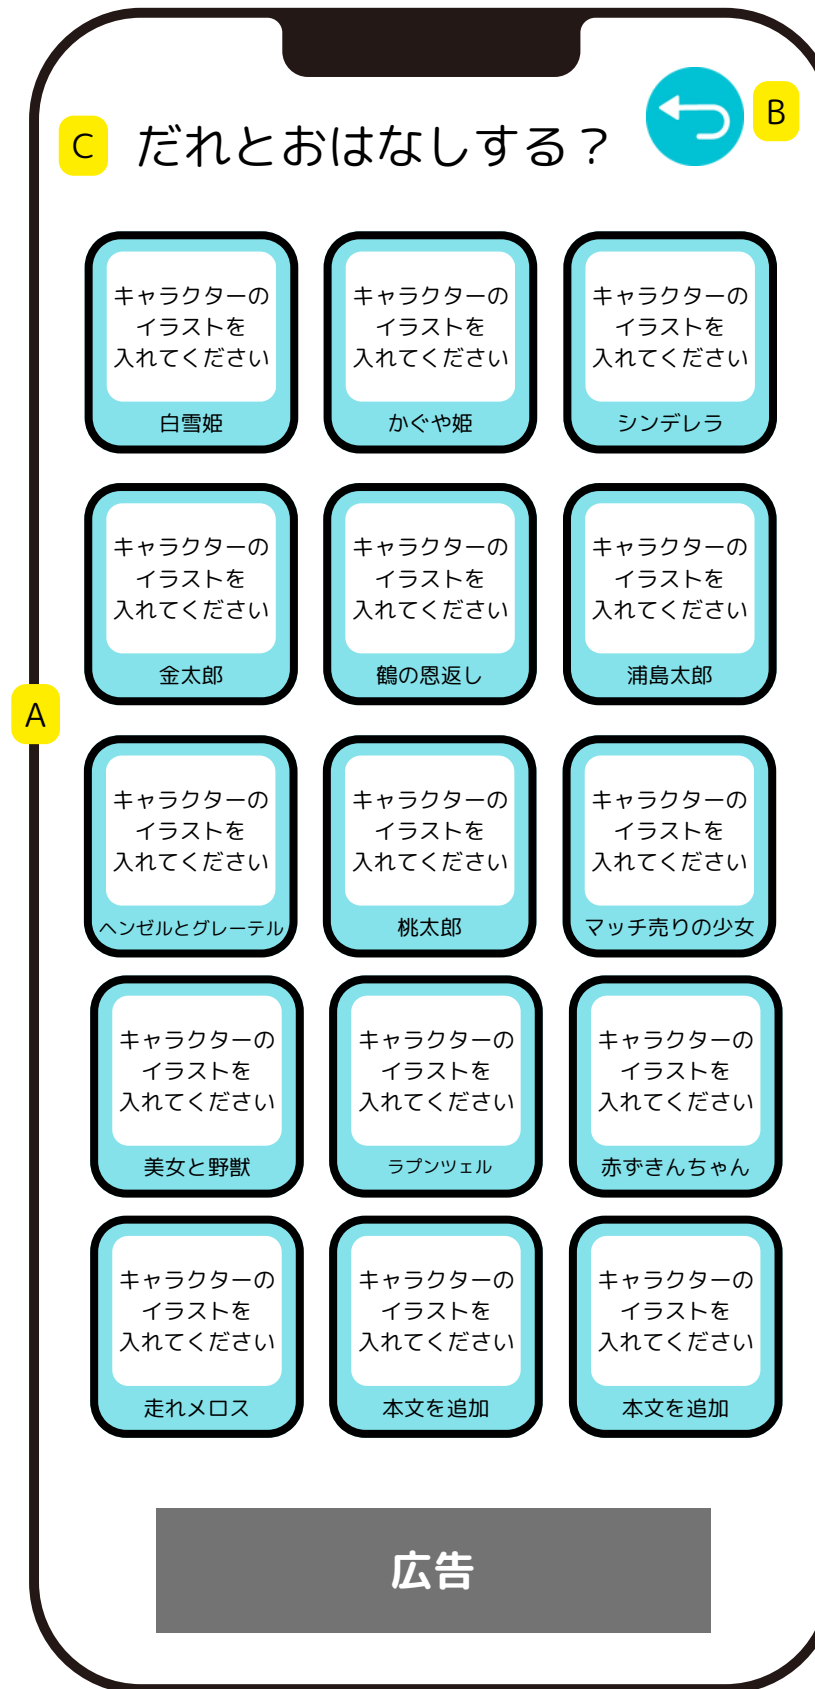 B
C だれとおはなしする？
キャラクターの
イラストを
入れてください
白雪姫
キャラクターの
イラストを
入れてください
かぐや姫
キャラクターの
イラストを
入れてください
シンデレラ
キャラクターの
イラストを
入れてください
金太郎
キャラクターの
イラストを
入れてください
鶴の恩返し
キャラクターの
イラストを
入れてください
浦島太郎
A
キャラクターの
イラストを
入れてください
ヘンゼルとグレーテル
キャラクターの
イラストを
入れてください
桃太郎
キャラクターの
イラストを
入れてください
マッチ売りの少女
キャラクターの
イラストを
入れてください
美女と野獣
キャラクターの
イラストを
入れてください
ラプンツェル
キャラクターの
イラストを
入れてください
赤ずきんちゃん
キャラクターの
イラストを
入れてください
走れメロス
キャラクターの
イラストを
入れてください
本文を追加
キャラクターの
イラストを
入れてください
本文を追加
広告